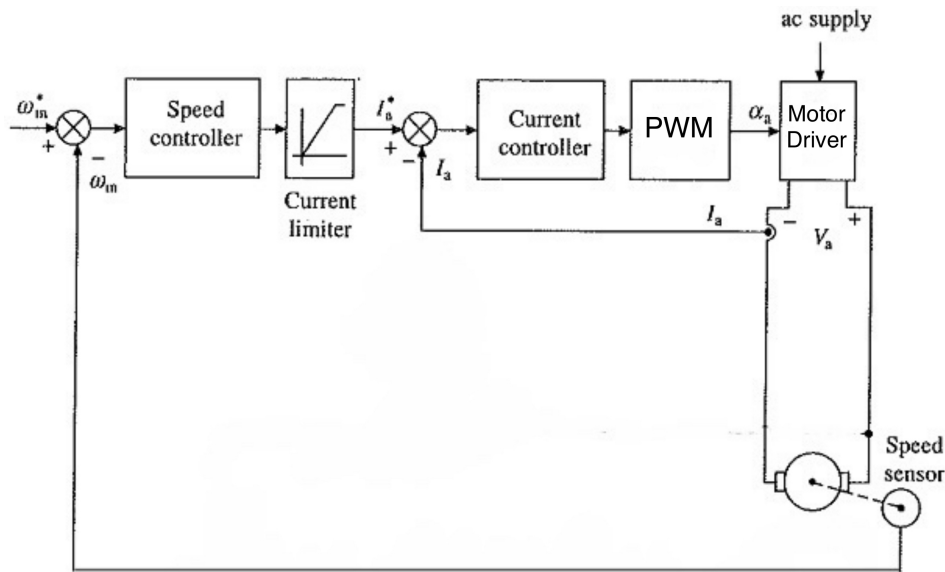 ac supply
ω*m
+
−
ωm
Speed
controller
Current
limiter
I*a
+
−
Ia
Current
controller
PWM
αa
Motor
Driver
Ia
−
+
Va
Speed
sensor